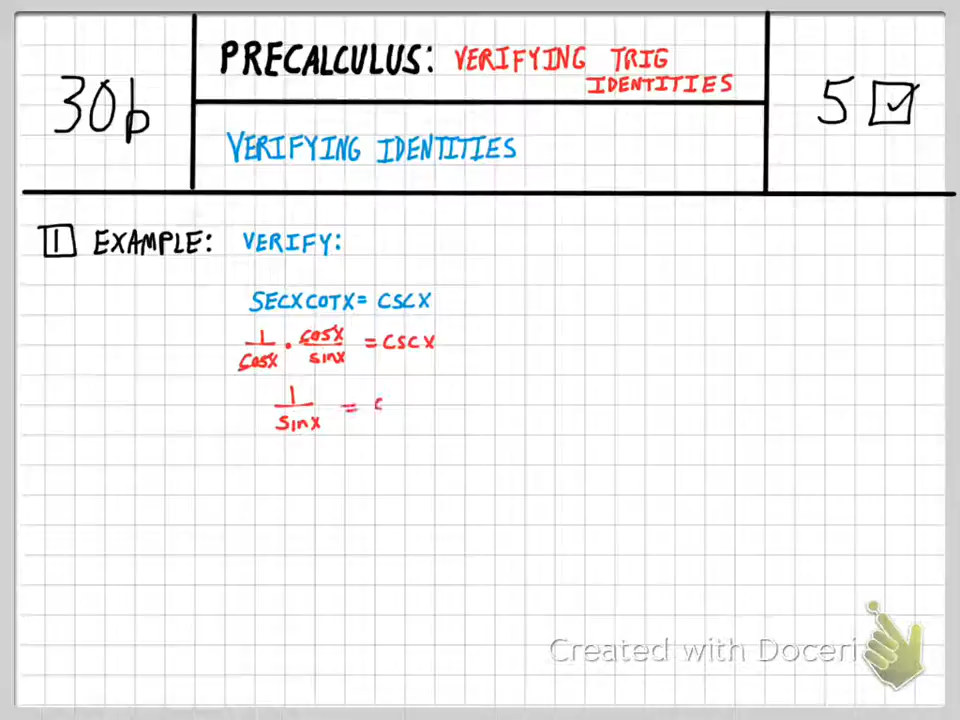 30b
PRECALCULUS: VERIFYING TRIG
IDENTITIES
VERIFYING IDENTITIES
5
1 EXAMPLE: VERIFY:
SECXCOTX = CSCX
1/cosx · cosx/sinx = CSCX
1/sinx = c
Created with Doceri